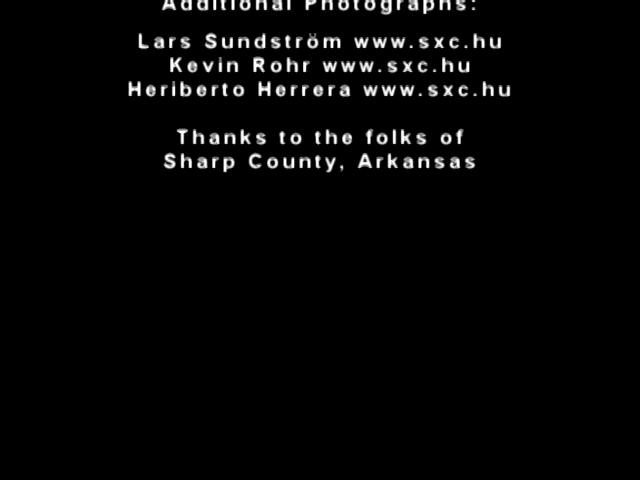 Additional Photographs:
Lars Sundström www.sxc.hu
Kevin Rohr www.sxc.hu
Heriberto Herrera www.sxc.hu
Thanks to the folks of
Sharp County, Arkansas